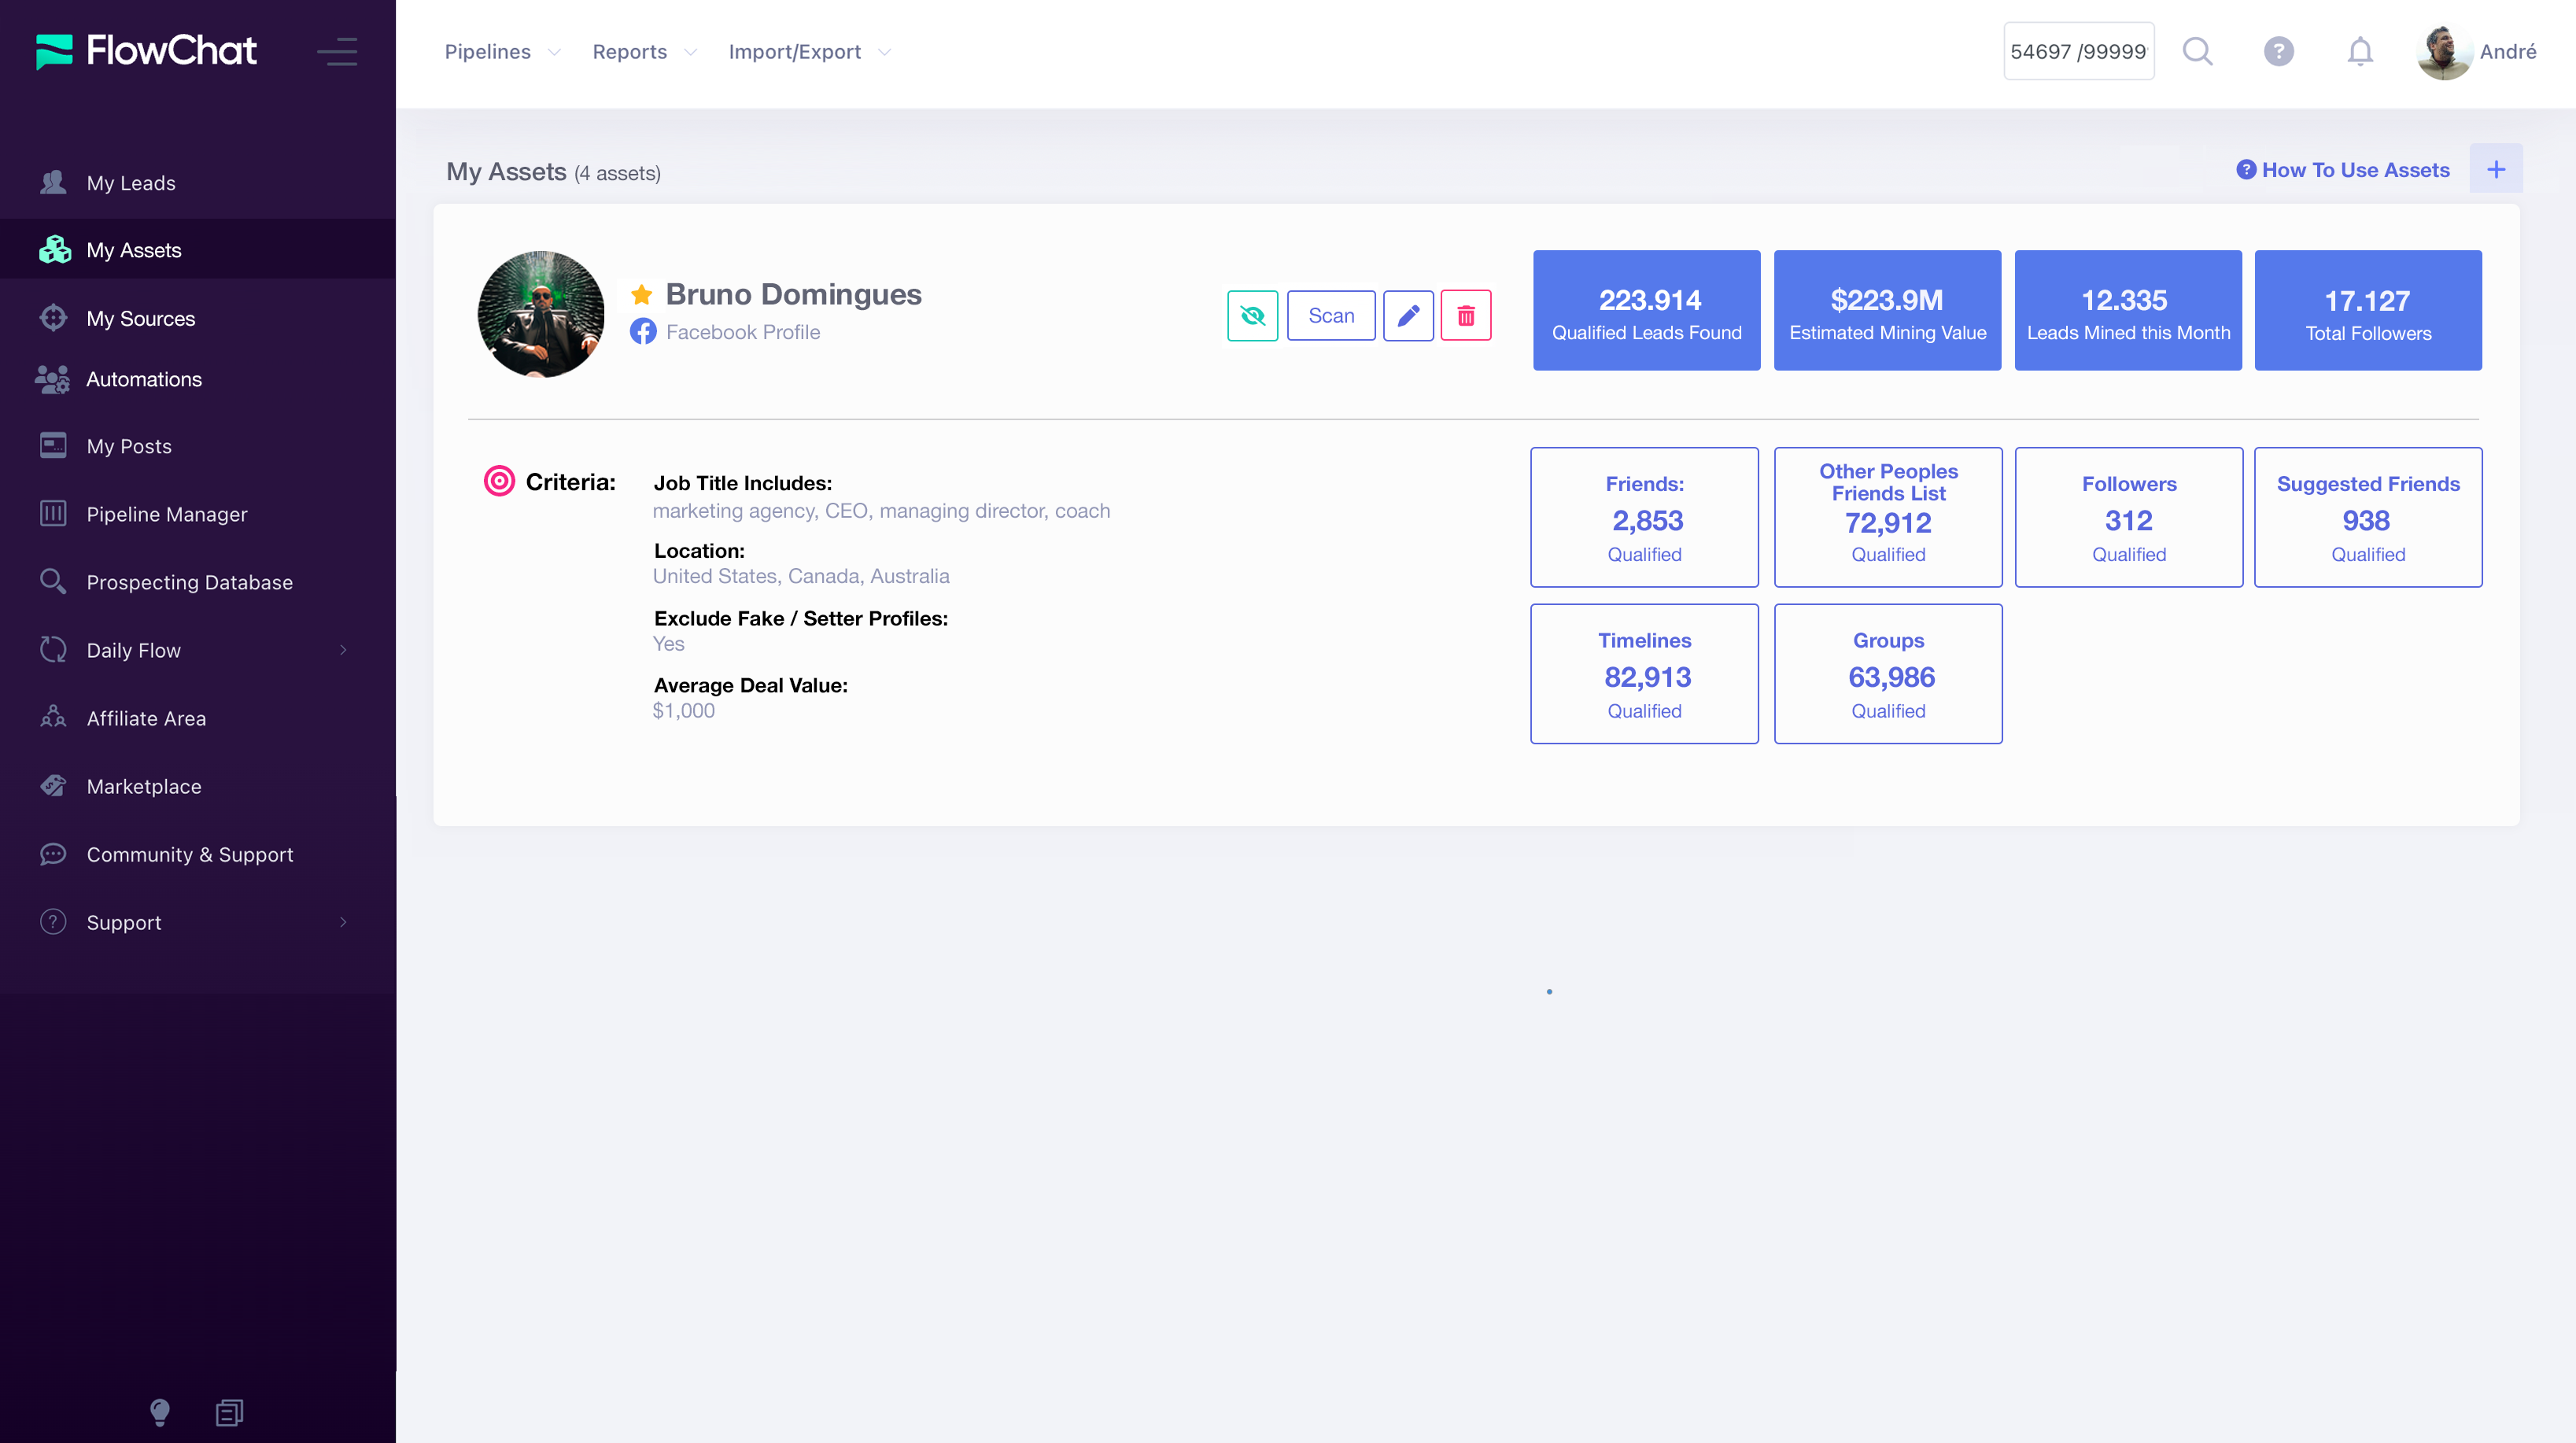 FlowChat
Pipelines
Reports
Import/Export
54697 /99999
André
My Leads
My Assets
My Sources
Automations
My Posts
Pipeline Manager
Prospecting Database
Daily Flow
Affiliate Area
Marketplace
Community & Support
Support
My Assets (4 assets)
How To Use Assets
Bruno Domingues
Facebook Profile
Scan
223.914
Qualified Leads Found
$223.9M
Estimated Mining Value
12.335
Leads Mined this Month
17.127
Total Followers
Criteria:
Job Title Includes:
marketing agency, CEO, managing director, coach
Location:
United States, Canada, Australia
Exclude Fake / Setter Profiles:
Yes
Average Deal Value:
$1,000
Friends:
2,853
Qualified
Other Peoples
Friends List
72,912
Qualified
Followers
312
Qualified
Suggested Friends
938
Qualified
Timelines
82,913
Qualified
Groups
63,986
Qualified